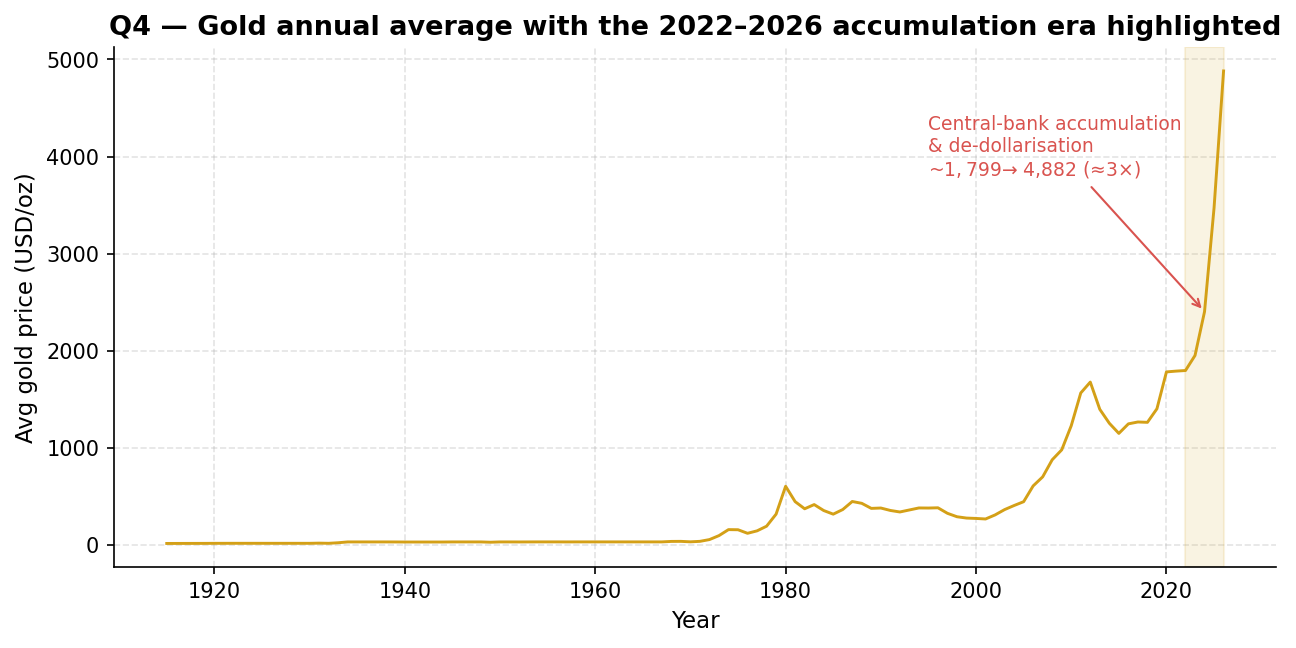 Q4 — Gold annual average with the 2022–2026 accumulation era highlighted
Avg gold price (USD/oz)
5000
4000
3000
2000
1000
0
Central-bank accumulation
& de-dollarisation
~1, 799→ 4,882 (≈3×)
1920 1940 1960 1980 2000 2020
Year